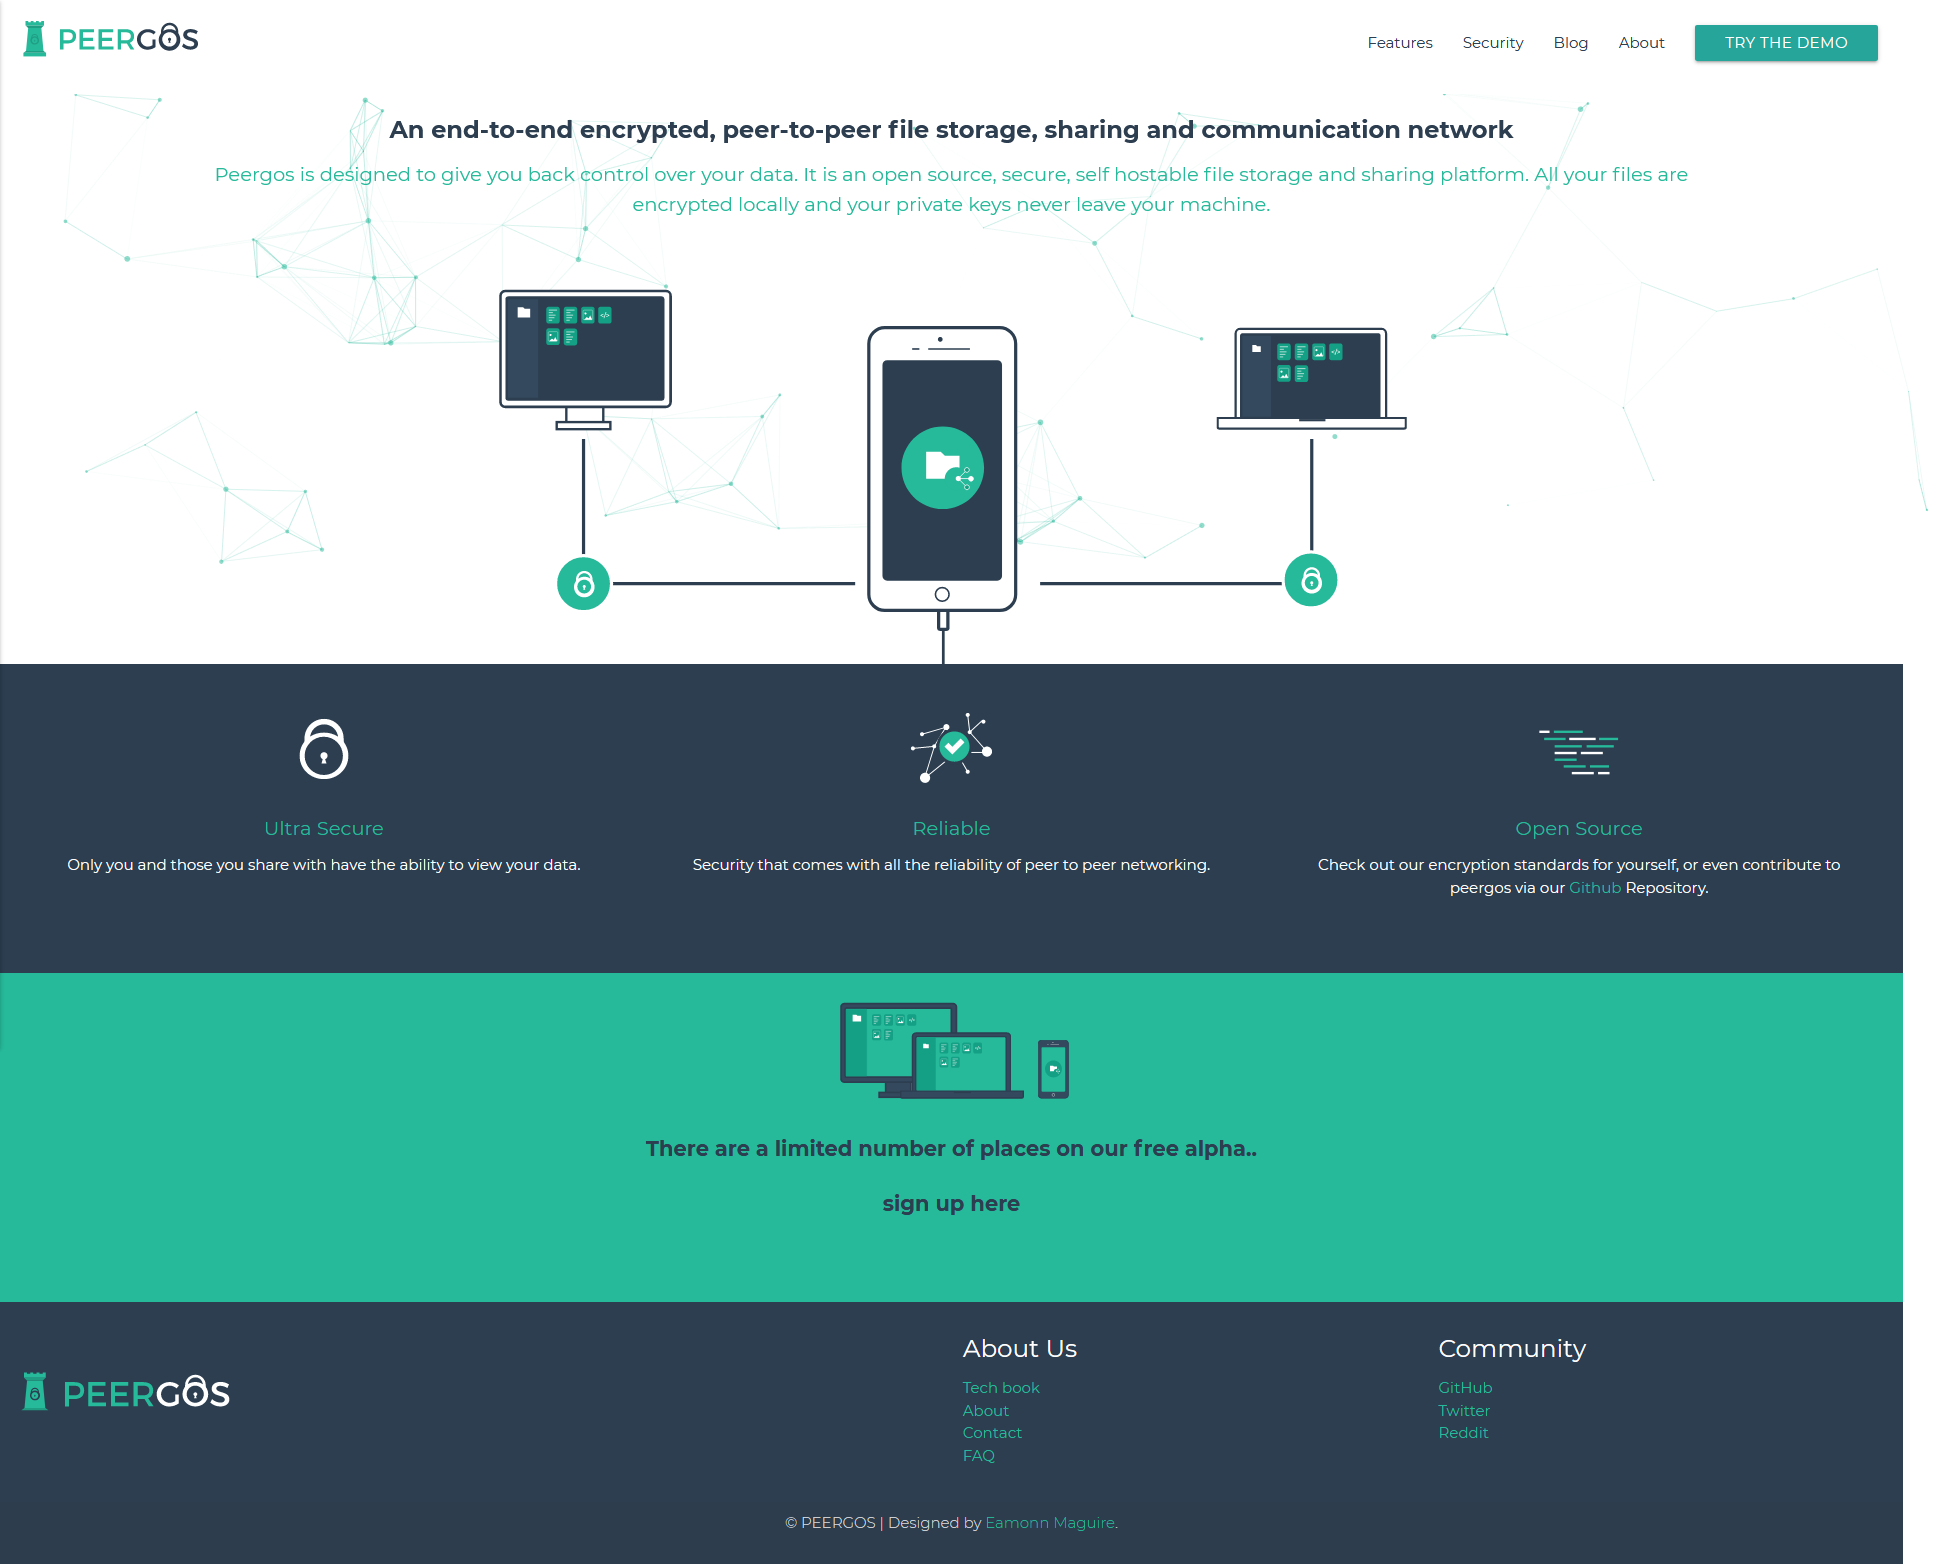 PEERGOS
Features Security Blog About TRY THE DEMO
An end-to-end encrypted, peer-to-peer file storage, sharing and communication network
Peergos is designed to give you back control over your data. It is an open source, secure, self hostable file storage and sharing platform. All your files are
encrypted locally and your private keys never leave your machine.
Ultra Secure
Only you and those you share with have the ability to view your data.
Reliable
Security that comes with all the reliability of peer to peer networking.
Open Source
Check out our encryption standards for yourself, or even contribute to
peergos via our Github Repository.
There are a limited number of places on our free alpha..
sign up here
PEERGOS
About Us
Tech book
About
Contact
FAQ
Community
GitHub
Twitter
Reddit
© PEERGOS | Designed by Eamonn Maguire.